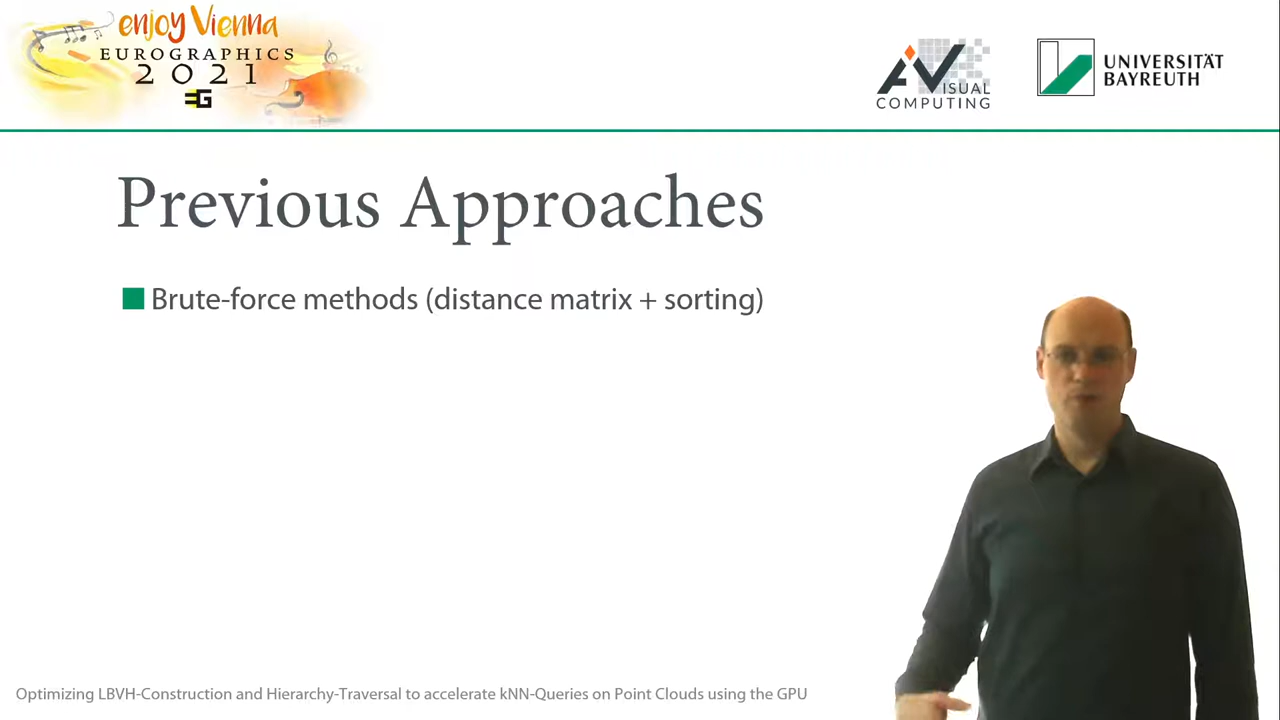 enjoy Vienna
EUROGRAPHICS
2021
EG
VISUAL
COMPUTING
UNIVERSITÄT
BAYREUTH
Previous Approaches
Brute-force methods (distance matrix + sorting)
Optimizing LBVH-Construction and Hierarchy-Traversal to accelerate kNN-Queries on Point Clouds using the GPU